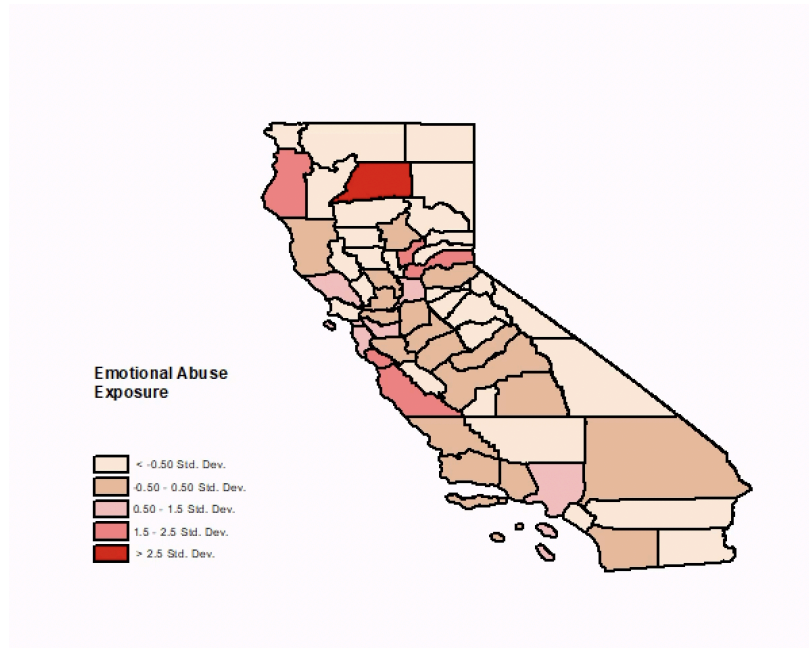 Emotional Abuse
Exposure
< -0.50 Std. Dev.
-0.50 - 0.50 Std. Dev.
0.50 - 1.5 Std. Dev.
1.5 - 2.5 Std. Dev.
> 2.5 Std. Dev.